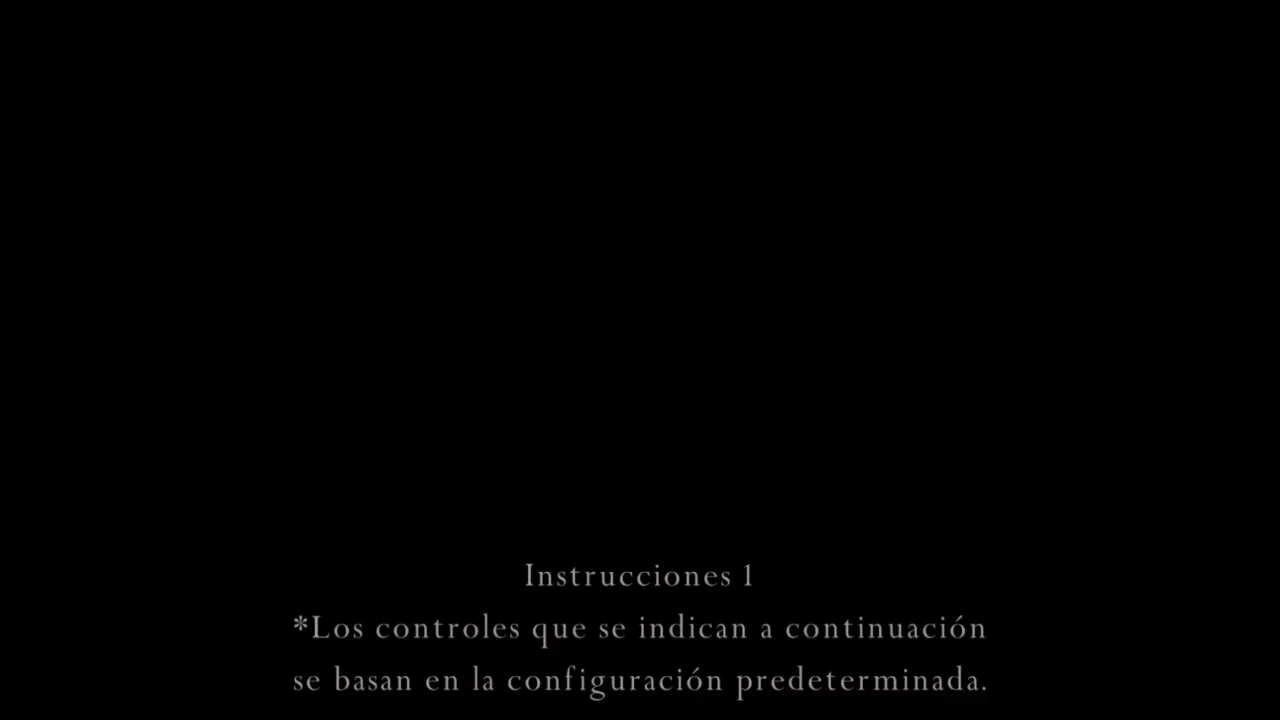 Instrucciones 1
*Los controles que se indican a continuación
se basan en la configuración predeterminada.